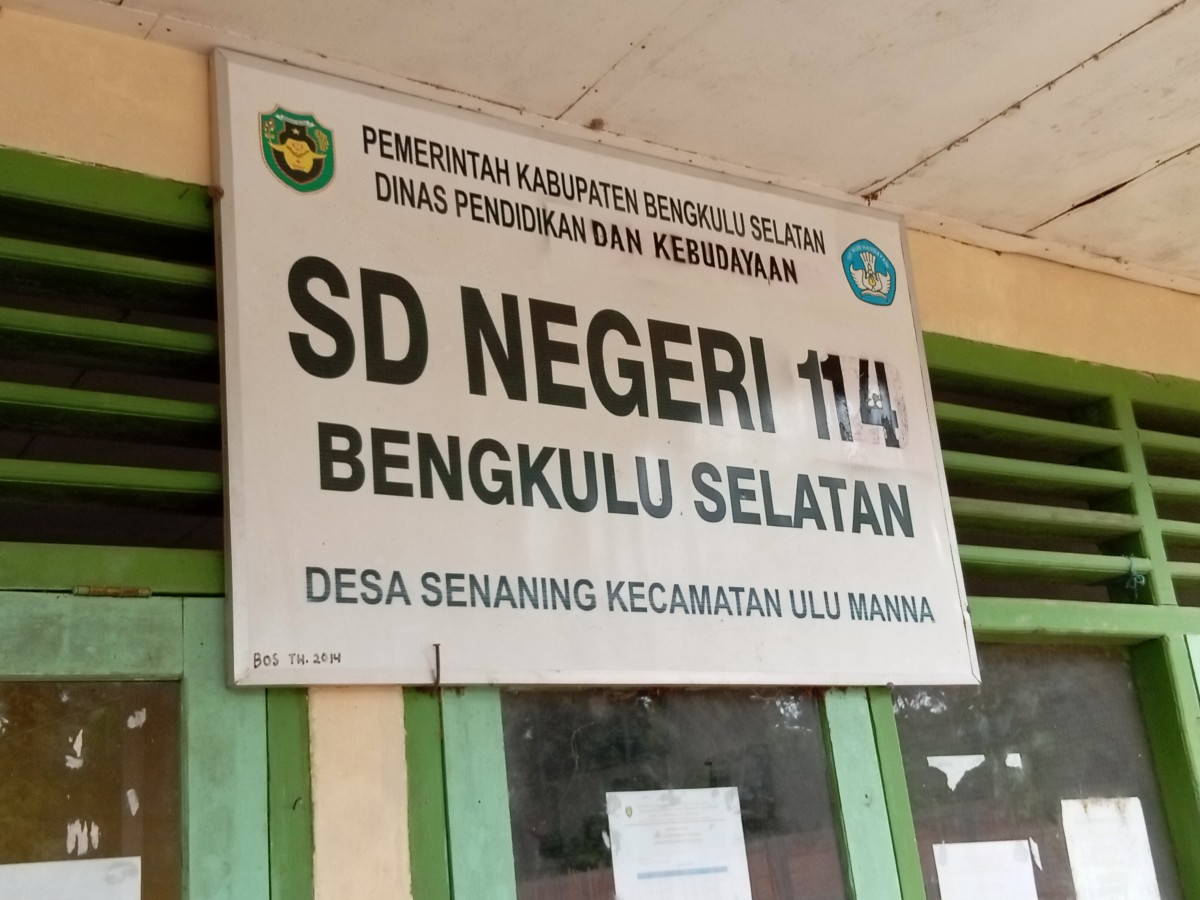 PEMERINTAH KABUPATEN BENGKULU SELATAN
DINAS PENDIDIKAN DAN KEBUDAYAAN
SD NEGERI 114
BENGKULU SELATAN
DESA SENANING KECAMATAN ULU MANNA
BOS TH. 2014